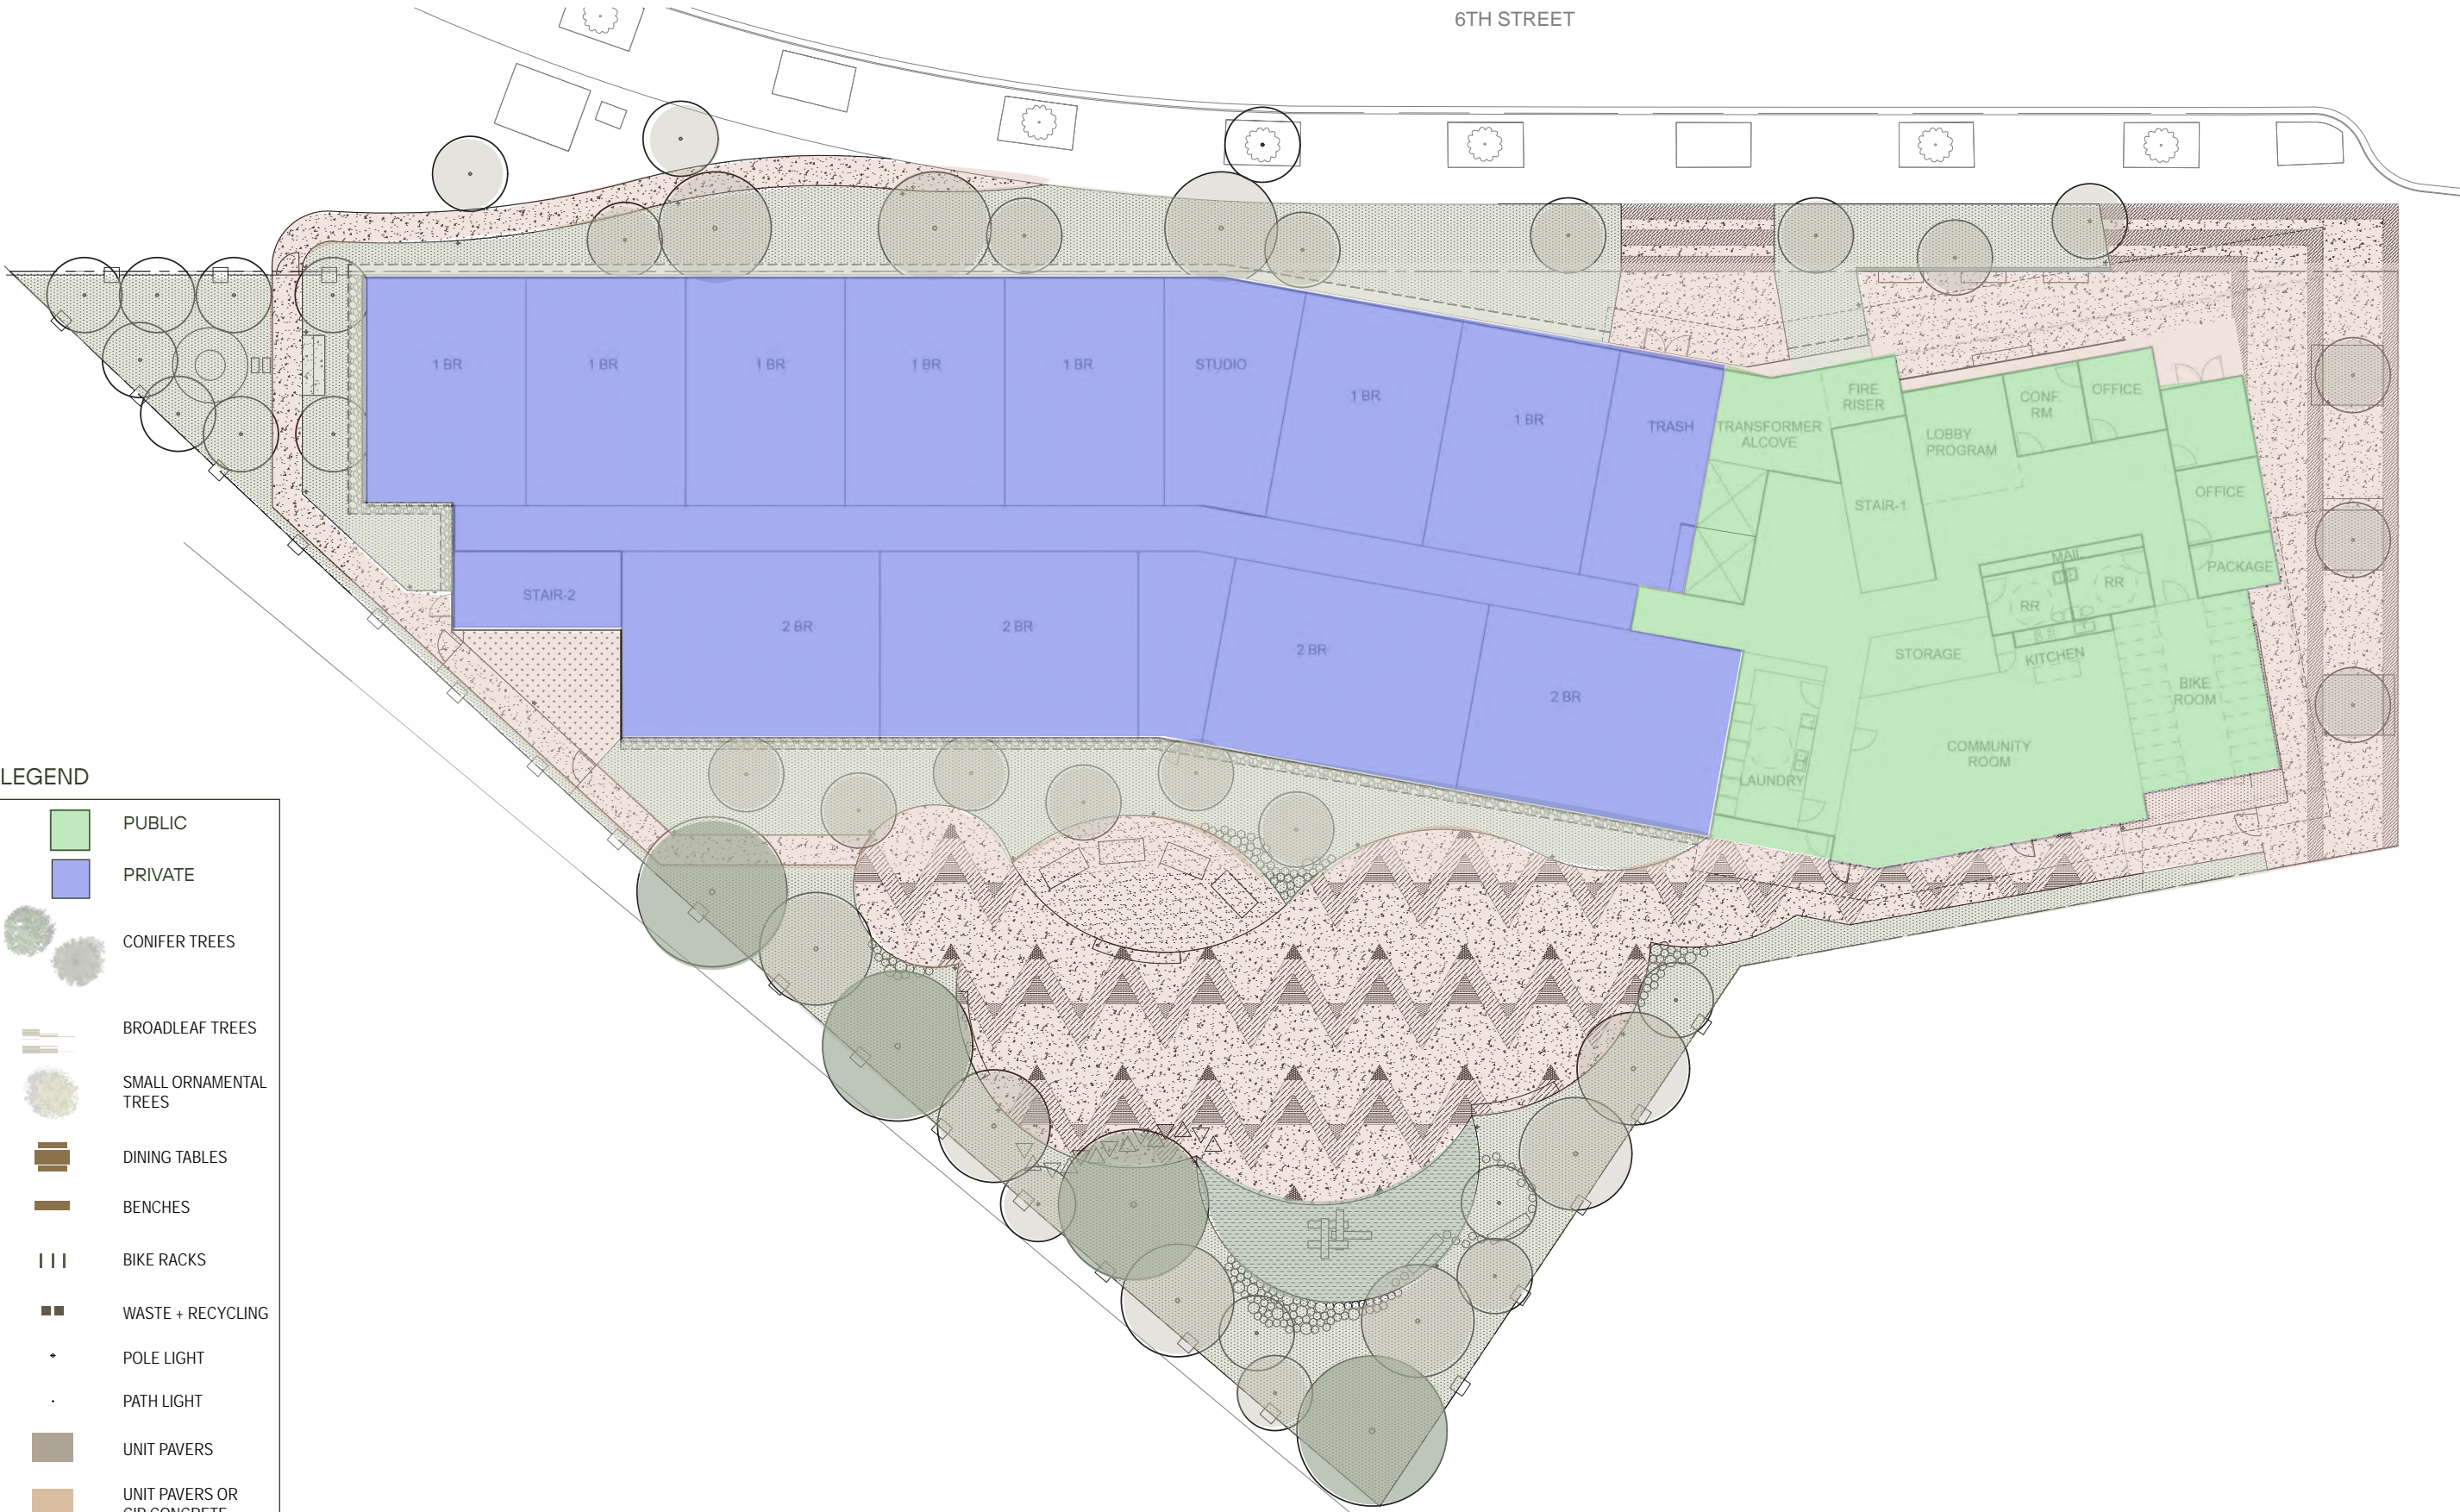 6TH STREET
1 BR
1 BR
1 BR
1 BR
1 BR
STUDIO
1 BR
1 BR
TRASH
TRANSFORMER
ALCOVE
FIRE
RISER
LOBBY
PROGRAM
CONF.
RM
OFFICE
STAIR-1
OFFICE
MAIL
PACKAGE
RR
RR
STAIR-2
2 BR
2 BR
2 BR
2 BR
STORAGE
KITCHEN
BIKE
ROOM
COMMUNITY
ROOM
LAUNDRY
LEGEND
PUBLIC
PRIVATE
CONIFER TREES
BROADLEAF TREES
SMALL ORNAMENTAL
TREES
DINING TABLES
BENCHES
BIKE RACKS
WASTE + RECYCLING
POLE LIGHT
PATH LIGHT
UNIT PAVERS
UNIT PAVERS OR
CIP CONCRETE